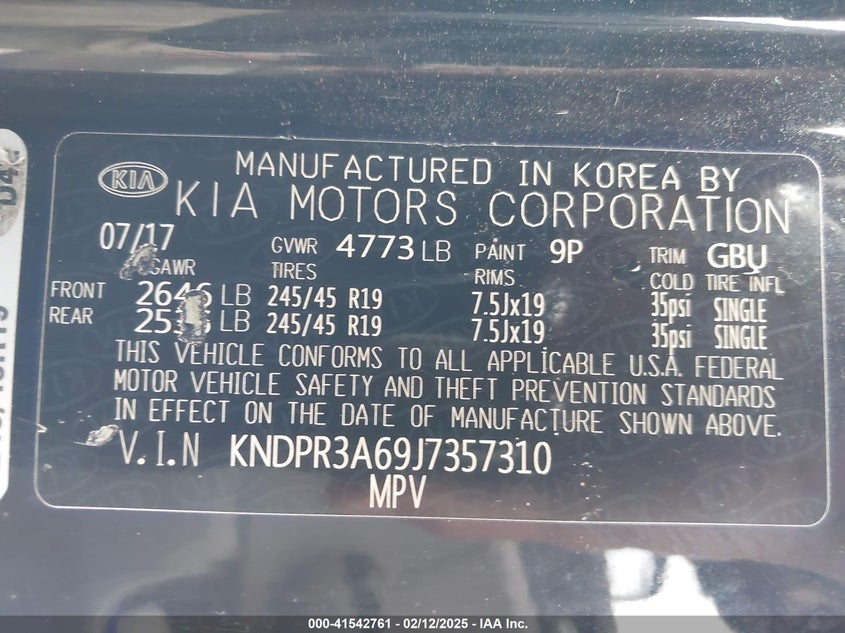 MANUFACTURED IN KOREA BY
KIA
KIA MOTORS CORPORATION
07/17 GVWR 4773 LB PAINT 9P TRIM GBU
GAWR TIRES RIMS COLD TIRE INFL
FRONT 2646 LB 245/45 R19 7.5Jx19 35psi SINGLE
REAR LB 245/45 R19 7.5Jx19 35psi SINGLE
THIS VEHICLE CONFORMS TO ALL APPLICABLE U.S.A. FEDERAL
MOTOR VEHICLE SAFETY AND THEFT PREVENTION STANDARDS
IN EFFECT ON THE DATE OF MANUFACTURE SHOWN ABOVE.
V.I.N KNDPR3A69J7357310
MPV
000-41542761 - 02/12/2025 - IAA Inc.